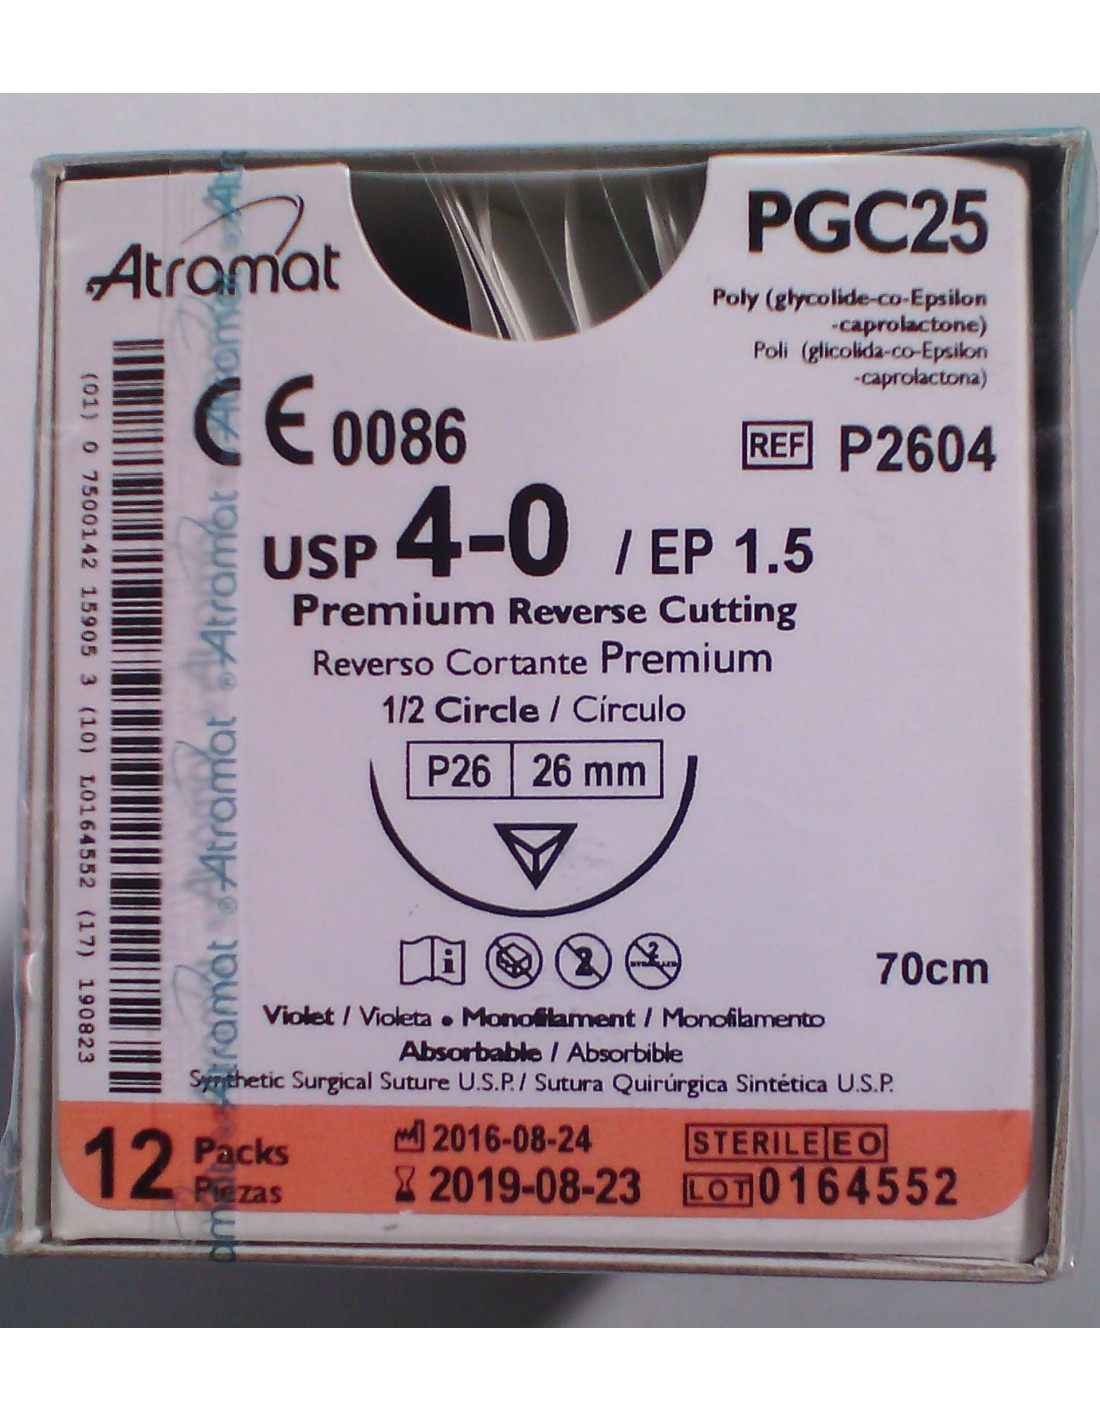 Atramat
PGC25
Poly (glycolide-co-Epsilon
-caprolactone)
Poli (glicolida-co-Epsilon
-caprolactona)
CE 0086
REF P2604
USP 4-0 / EP 1.5
Premium Reverse Cutting
Reverso Cortante Premium
1/2 Circle / Círculo
P26 26 mm
70cm
Violet / Violeta • Monofilament / Monofilamento
Absorbable / Absorbible
Synthetic Surgical Suture U.S.P. / Sutura Quirúrgica Sintética U.S.P.
12 Packs
Piezas
2016-08-24
2019-08-23
STERILE EO
LOT 0164552
(01) 0 7500142 15905 3 (10) L0164552 (17) 190823
®Atramat ®Atramat ®Atramat